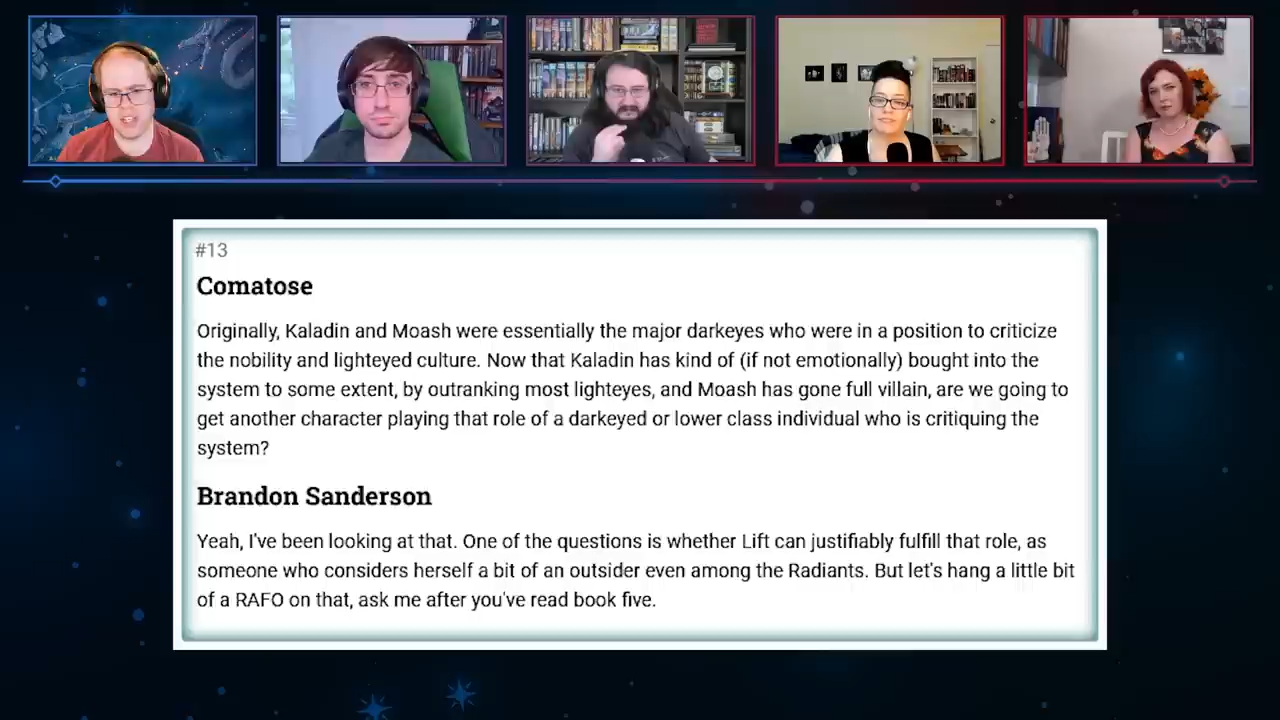 #13
Comatose
Originally, Kaladin and Moash were essentially the major darkeyes who were in a position to criticize
the nobility and lighteyed culture. Now that Kaladin has kind of (if not emotionally) bought into the
system to some extent, by outranking most lighteyes, and Moash has gone full villain, are we going to
get another character playing that role of a darkeyed or lower class individual who is critiquing the
system?
Brandon Sanderson
Yeah, I've been looking at that. One of the questions is whether Lift can justifiably fulfill that role, as
someone who considers herself a bit of an outsider even among the Radiants. But let's hang a little bit
of a RAFO on that, ask me after you've read book five.